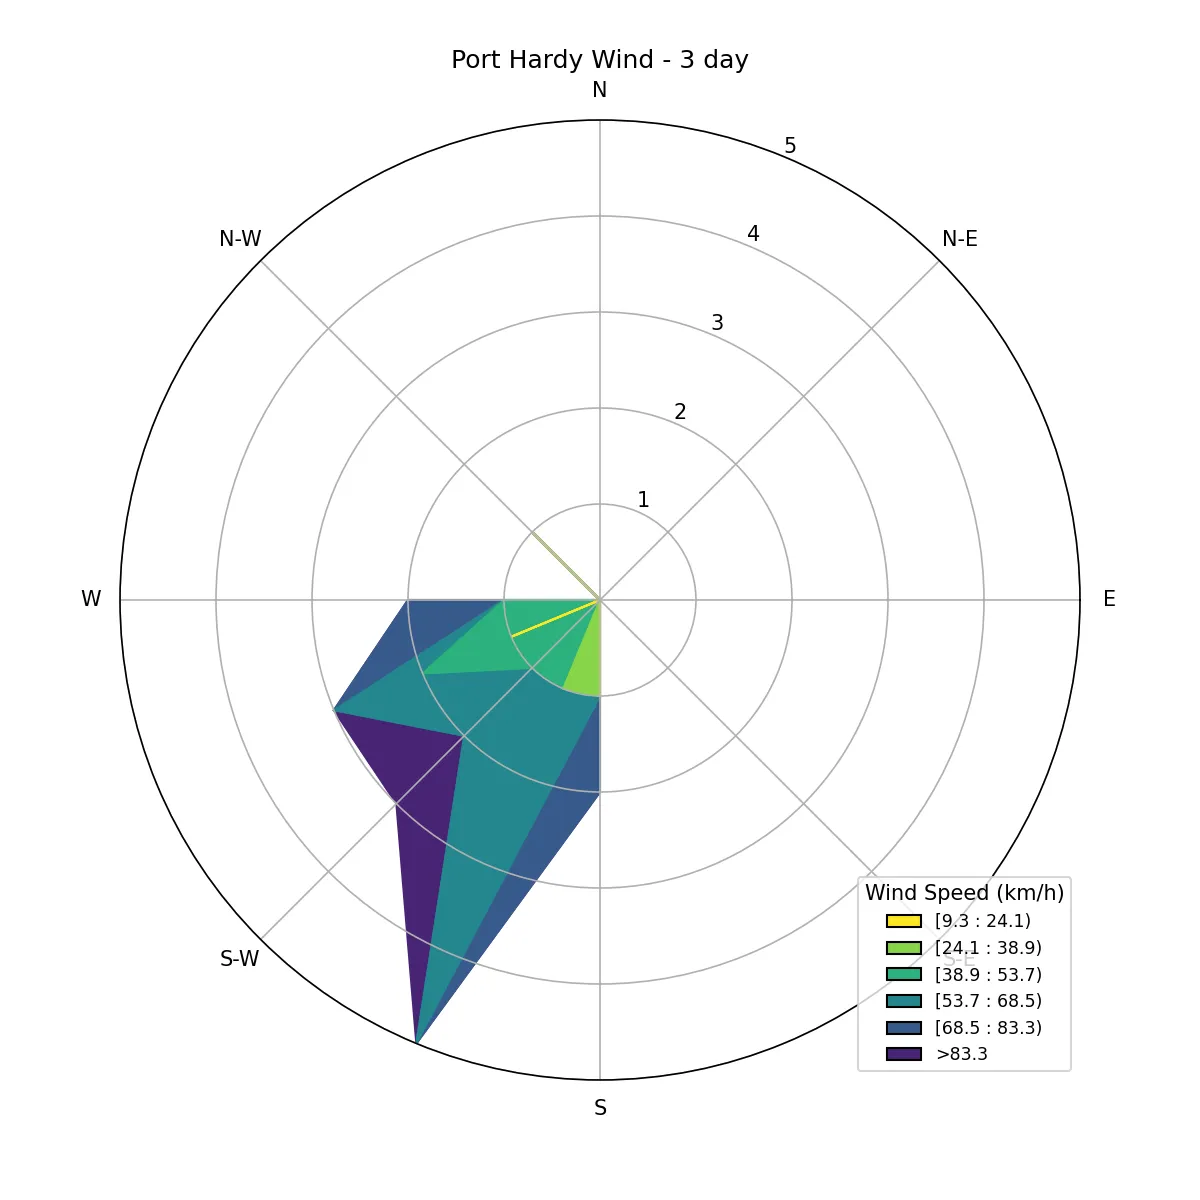 Port Hardy Wind - 3 day
N
5
N-W
N-E
4
3
2
1
W
E
S-W
S-E
S
Wind Speed (km/h)
[9.3 : 24.1)
[24.1 : 38.9)
[38.9 : 53.7)
[53.7 : 68.5)
[68.5 : 83.3)
>83.3